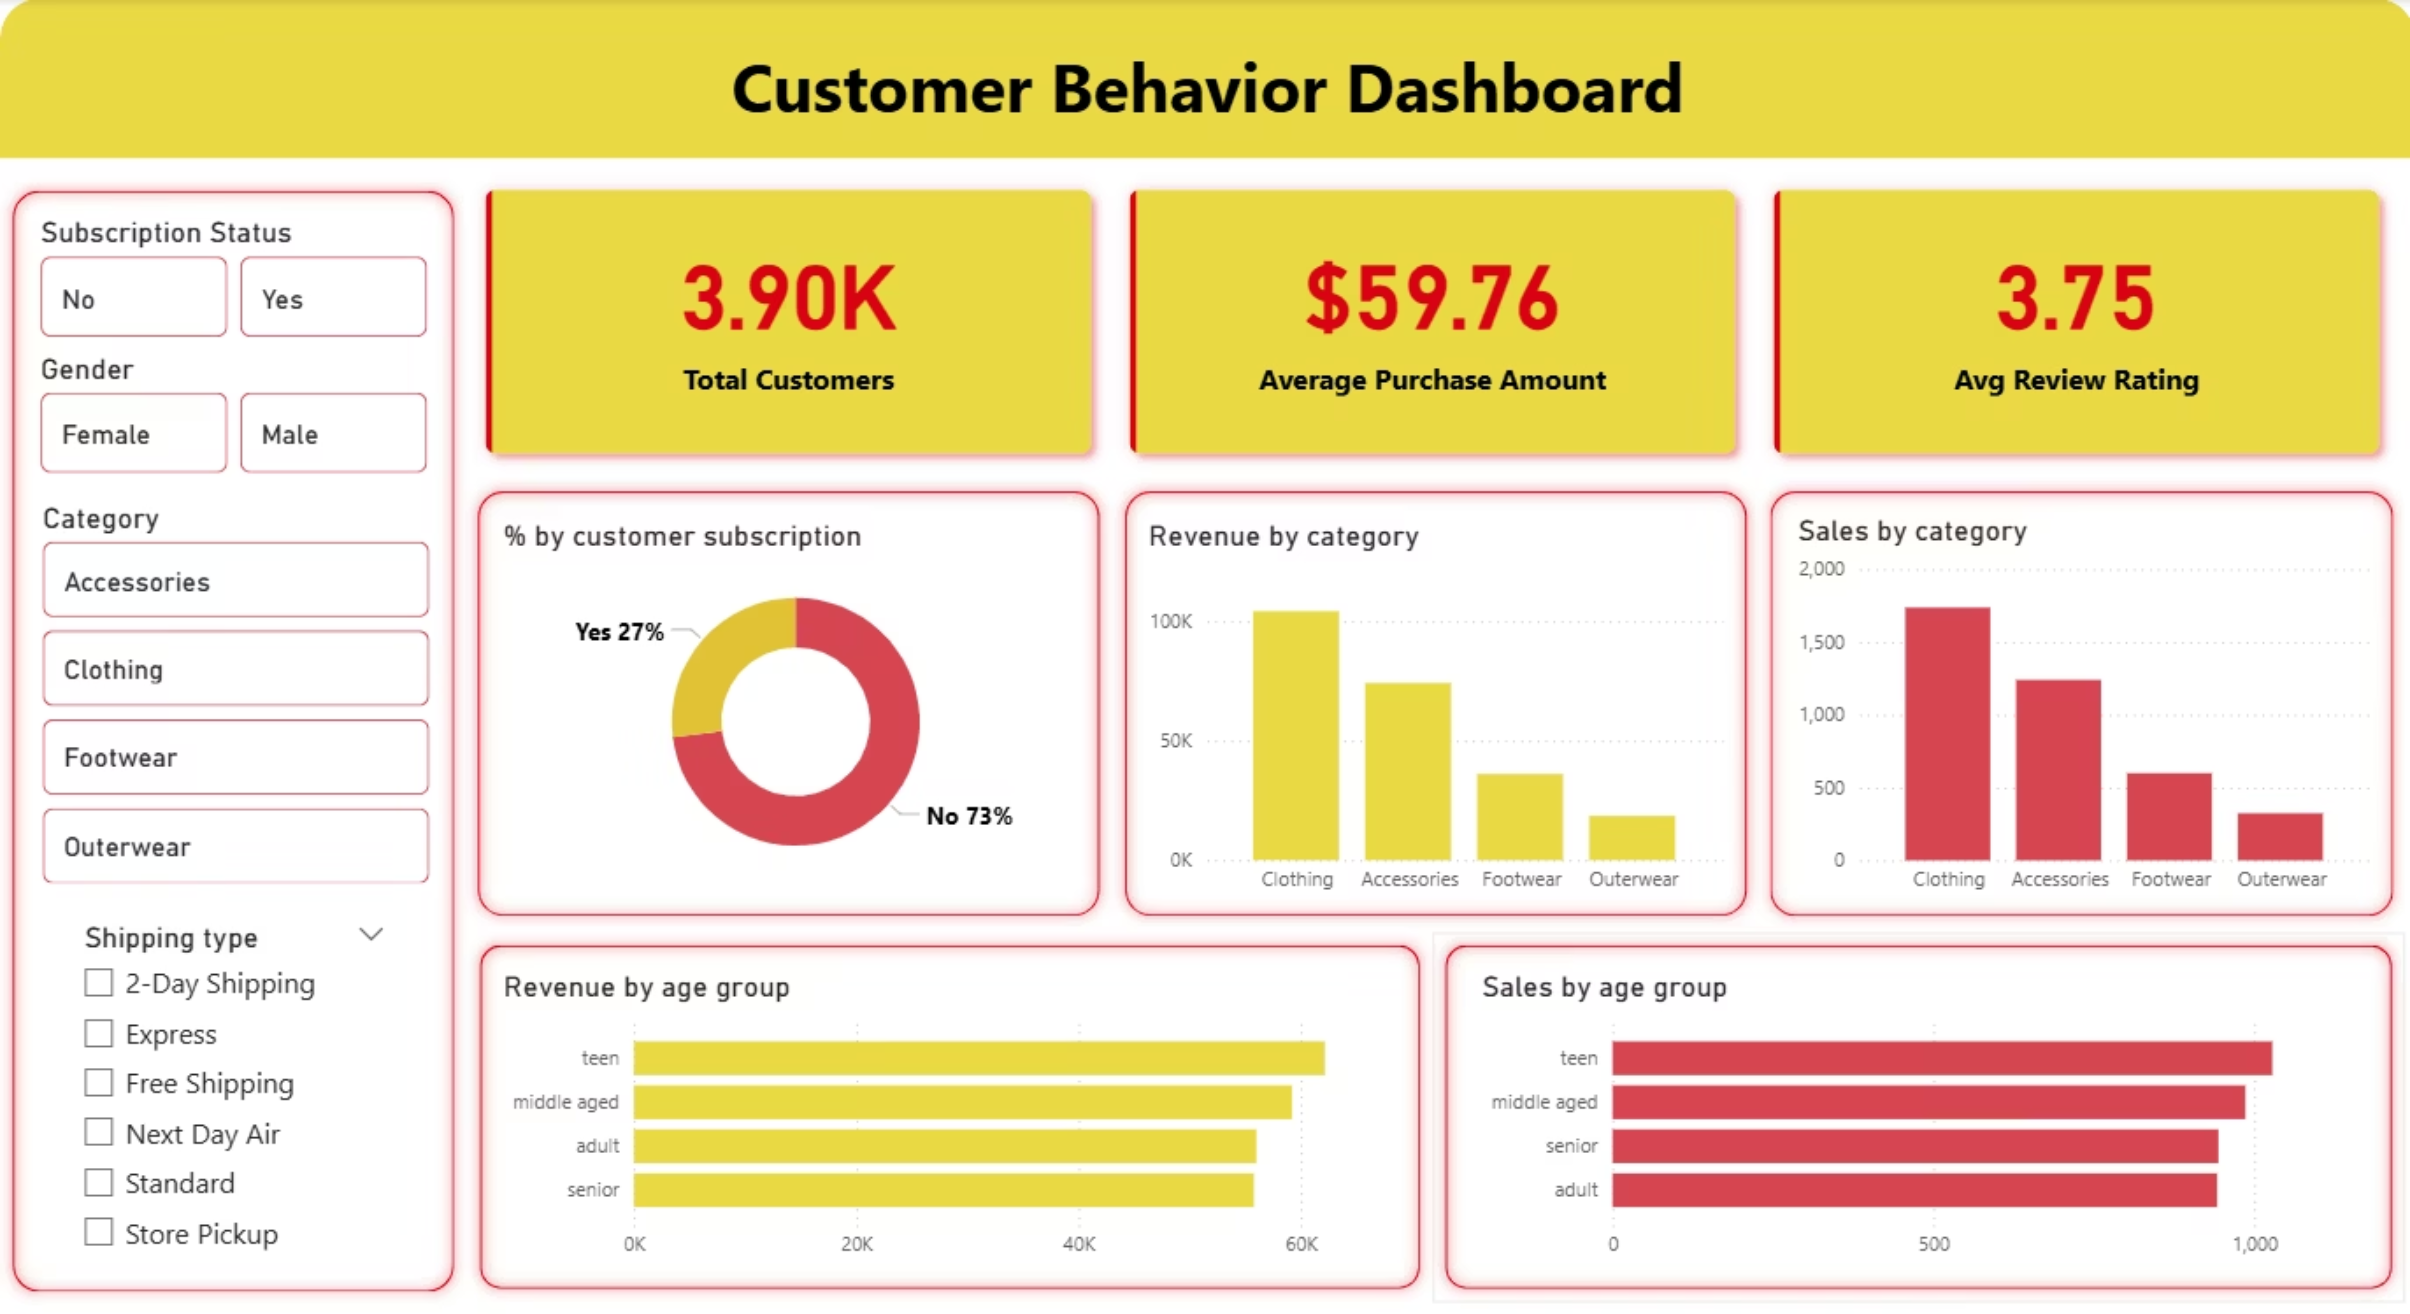 Customer Behavior Dashboard
Subscription Status
No
Yes
Gender
Female
Male
Category
Accessories
Clothing
Footwear
Outerwear
Shipping type
2-Day Shipping
Express
Free Shipping
Next Day Air
Standard
Store Pickup
3.90K
Total Customers
$59.76
Average Purchase Amount
3.75
Avg Review Rating
% by customer subscription
Yes 27%
No 73%
Revenue by category
100K
50K
0K
Clothing Accessories Footwear Outerwear
Sales by category
2,000
1,500
1,000
500
0
Clothing Accessories Footwear Outerwear
Revenue by age group
teen
middle aged
adult
senior
0K 20K 40K 60K
Sales by age group
teen
middle aged
senior
adult
0 500 1,000